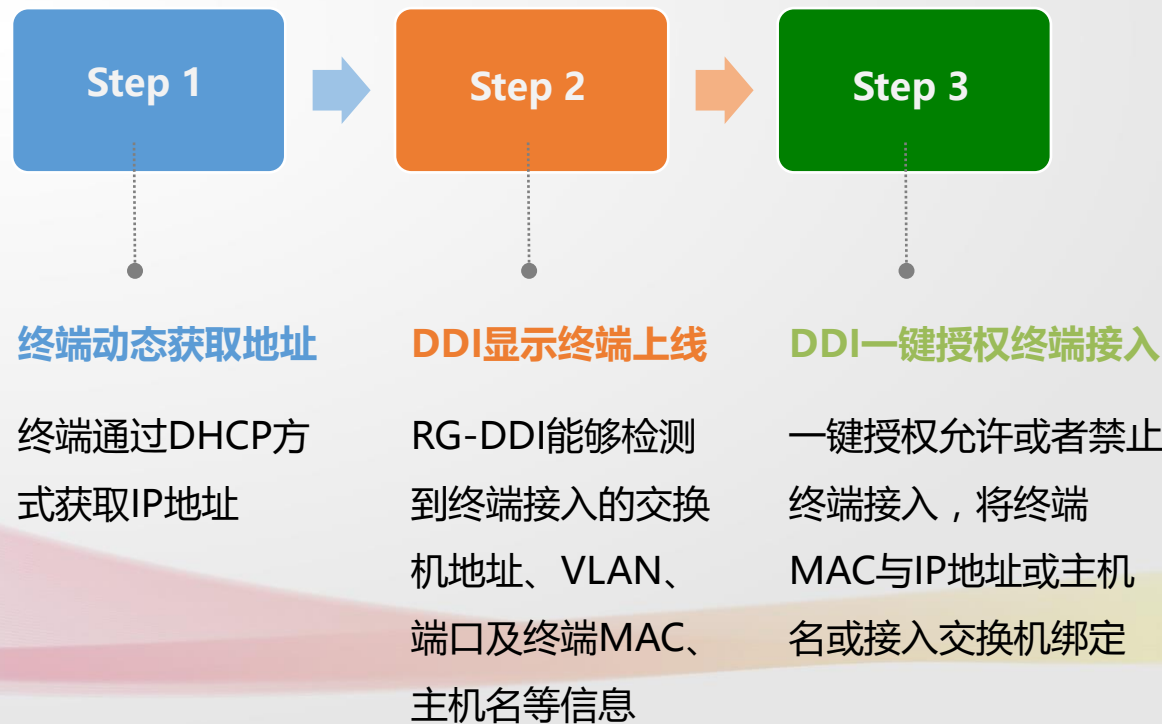 Step 1
Step 2
Step 3
终端动态获取地址
终端通过DHCP方
式获取IP地址
DDI显示终端上线
RG-DDI能够检测
到终端接入的交换
机地址、VLAN、
端口及终端MAC、
主机名等信息
DDI一键授权终端接入
一键授权允许或者禁止
终端接入，将终端
MAC与IP地址或主机
名或接入交换机绑定